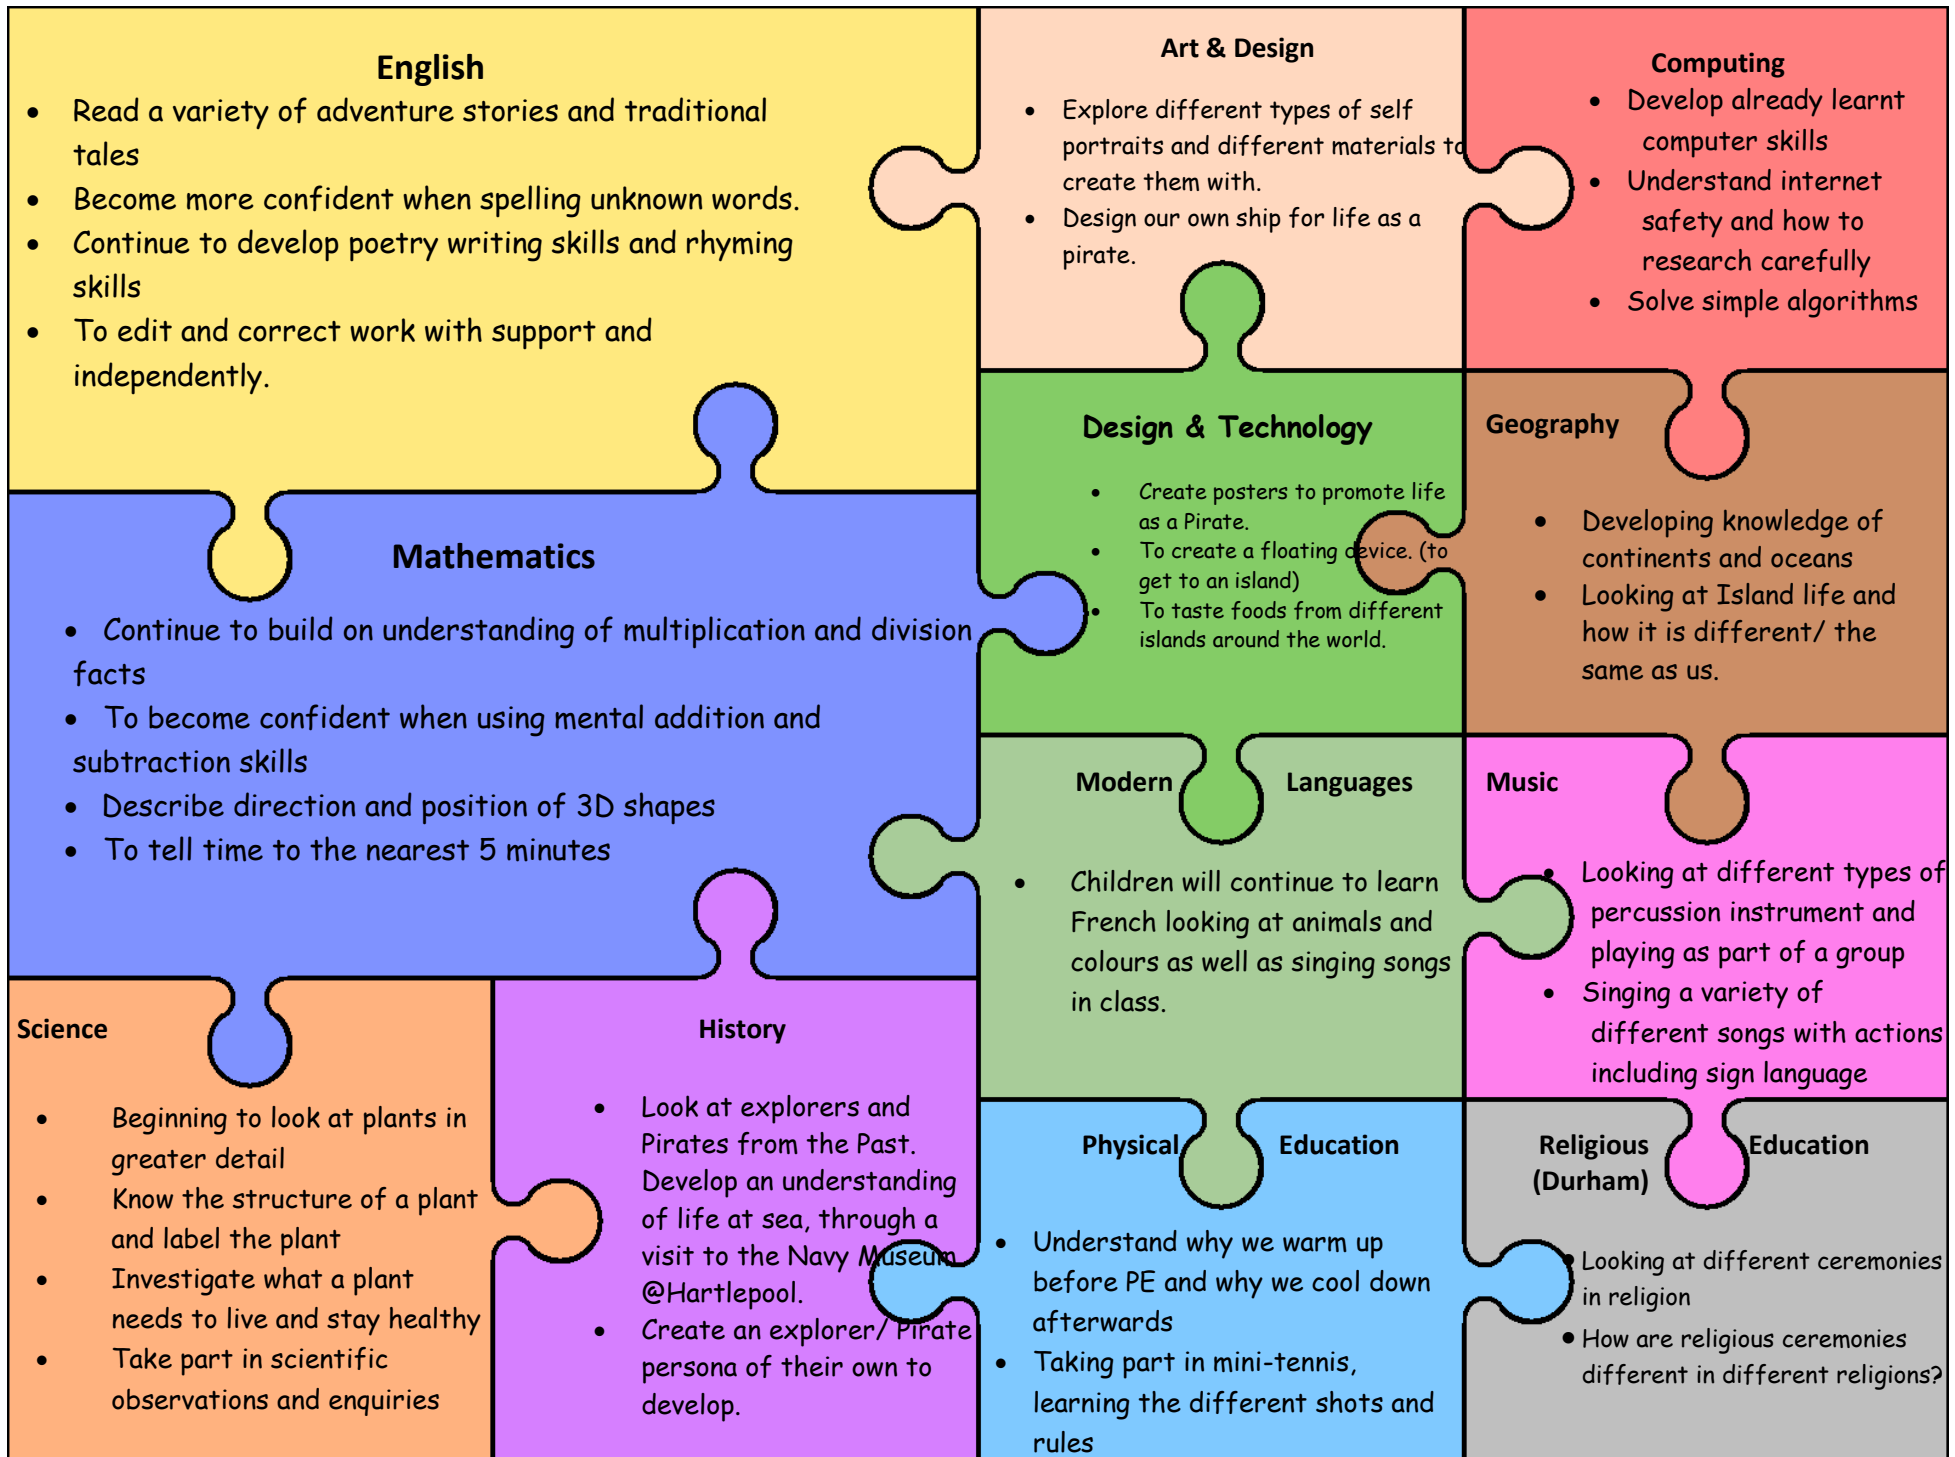 English
• Read a variety of adventure stories and traditional
tales
• Become more confident when spelling unknown words.
• Continue to develop poetry writing skills and rhyming
skills
• To edit and correct work with support and
independently.
Art & Design
• Explore different types of self
portraits and different materials to
create them with.
• Design our own ship for life as a
pirate.
Computing
• Develop already learnt
computer skills
• Understand internet
safety and how to
research carefully
• Solve simple algorithms
Mathematics
• Continue to build on understanding of multiplication and division
facts
• To become confident when using mental addition and
subtraction skills
• Describe direction and position of 3D shapes
• To tell time to the nearest 5 minutes
Design & Technology
• Create posters to promote life
as a Pirate.
• To create a floating device. (to
get to an island)
• To taste foods from different
islands around the world.
Geography
• Developing knowledge of
continents and oceans
• Looking at Island life and
how it is different/ the
same as us.
Modern Languages
• Children will continue to learn
French looking at animals and
colours as well as singing songs
in class.
Music
• Looking at different types of
percussion instrument and
playing as part of a group
• Singing a variety of
different songs with actions
including sign language
Science
• Beginning to look at plants in
greater detail
• Know the structure of a plant
and label the plant
• Investigate what a plant
needs to live and stay healthy
• Take part in scientific
observations and enquiries
History
• Look at explorers and
Pirates from the Past.
Develop an understanding
of life at sea, through a
visit to the Navy Museum
@Hartlepool.
• Create an explorer/ Pirate
persona of their own to
develop.
Physical Education
• Understand why we warm up
before PE and why we cool down
afterwards
• Taking part in mini-tennis,
learning the different shots and
rules
Religious Education
(Durham)
• Looking at different ceremonies
in religion
• How are religious ceremonies
different in different religions?